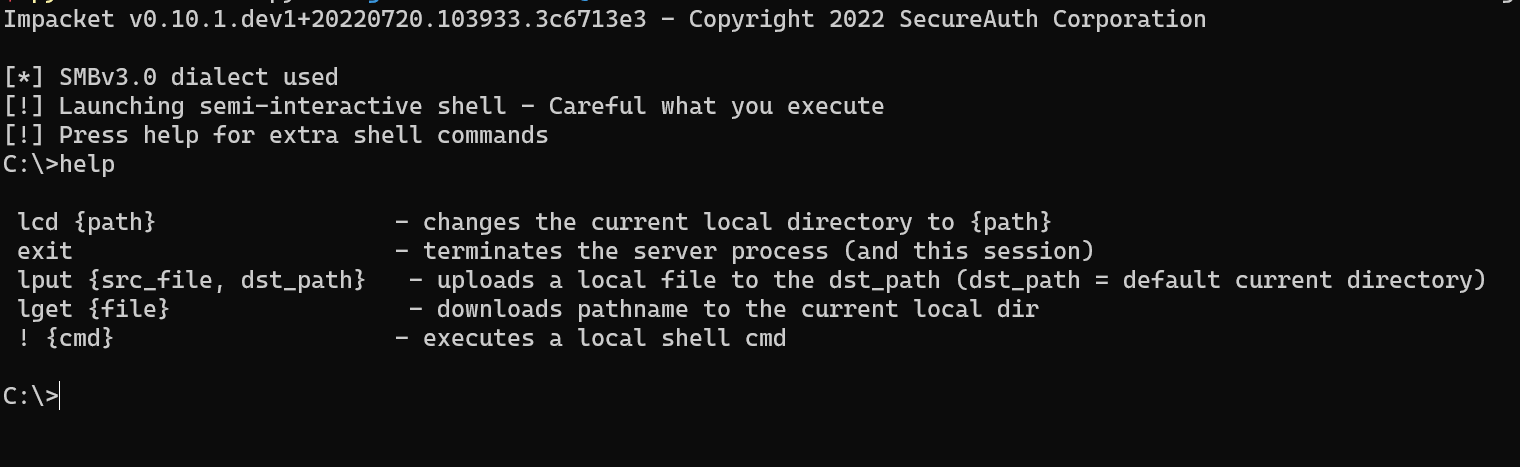 Impacket v0.10.1.dev1+20220720.103933.3c6713e3 - Copyright 2022 SecureAuth Corporation
[*] SMBv3.0 dialect used
[!] Launching semi-interactive shell - Careful what you execute
[!] Press help for extra shell commands
C:\>help
lcd {path} - changes the current local directory to {path}
exit - terminates the server process (and this session)
lput {src_file, dst_path} - uploads a local file to the dst_path (dst_path = default current directory)
lget {file} - downloads pathname to the current local dir
! {cmd} - executes a local shell cmd
C:\>